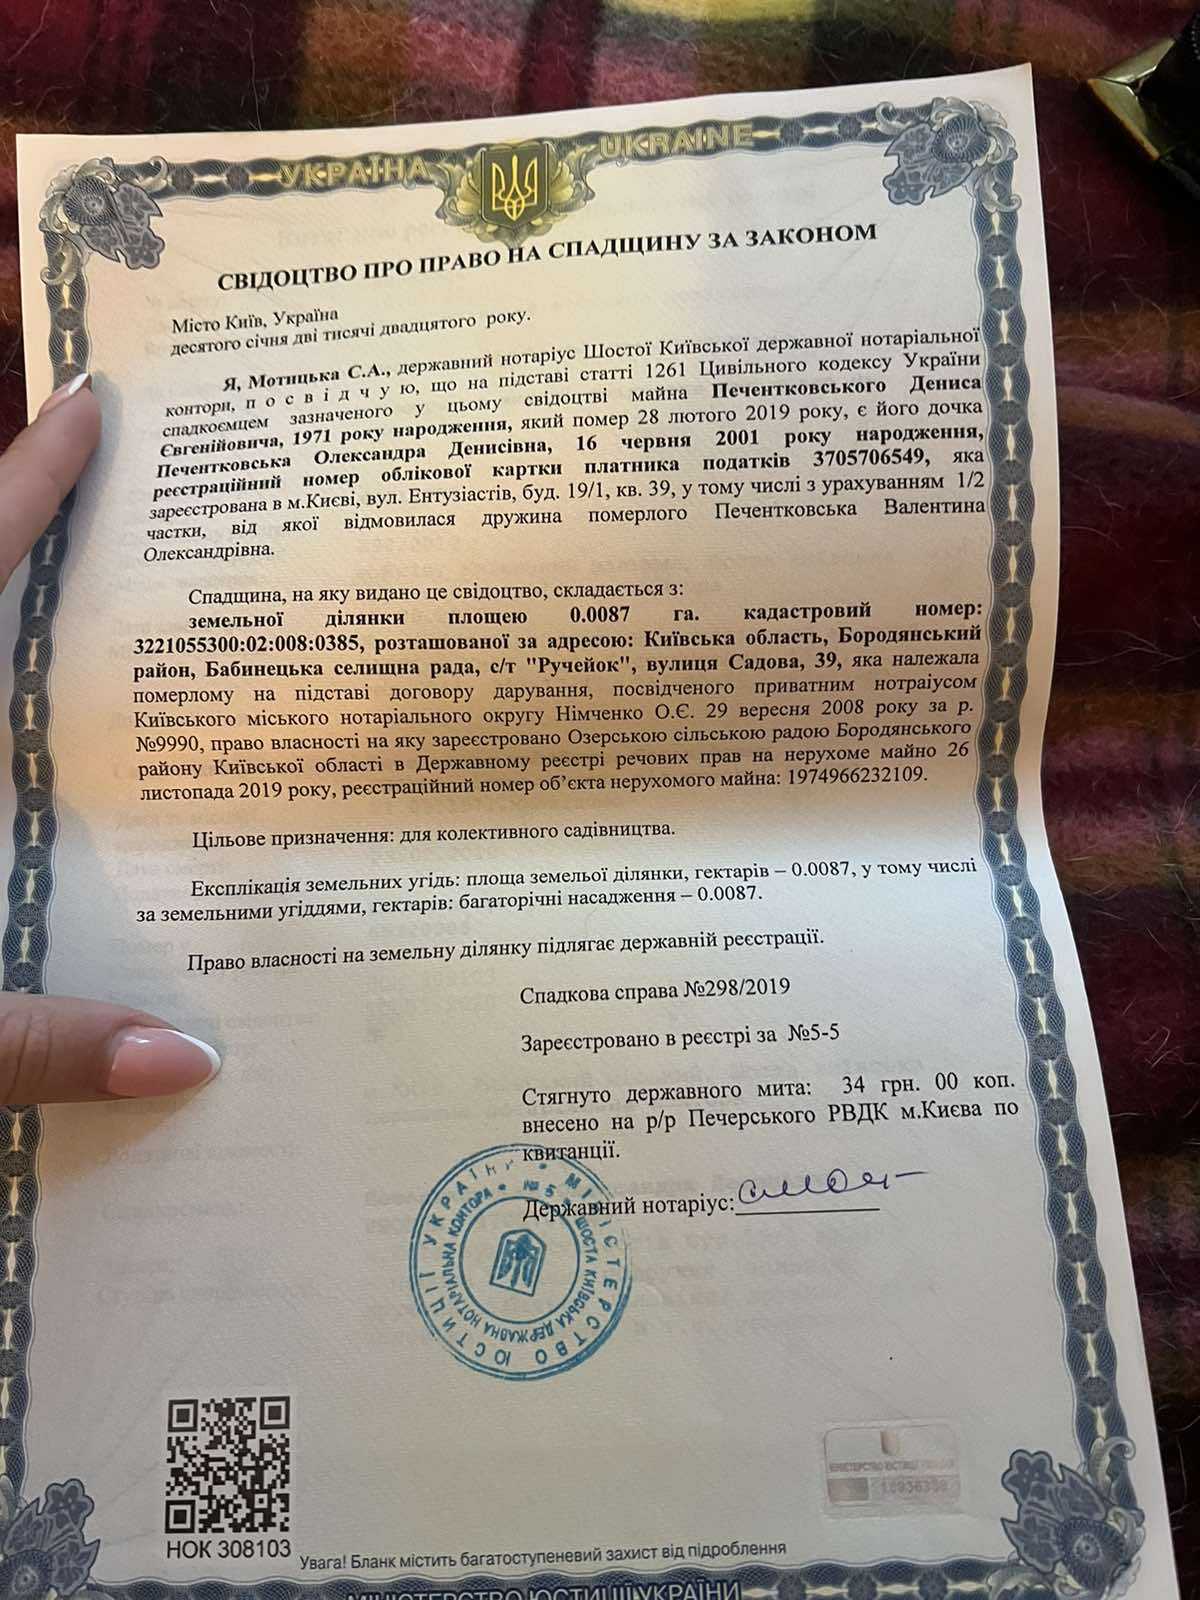 УКРАЇНА UKRAINE
СВІДОЦТВО ПРО ПРАВО НА СПАДЩИНУ ЗА ЗАКОНОМ
Місто Київ, Україна
десятого січня дві тисячі двадцятого року.
Я, Мотицька С.А., державний нотаріус Шостої Київської державної нотаріальної
контори, п о с в і д ч у ю, що на підставі статті 1261 Цивільного кодексу України
спадкоємцем зазначеного у цьому свідоцтві майна Печентковського Дениса
Євгенійовича, 1971 року народження, який помер 28 лютого 2019 року, є його дочка
Печентковська Олександра Денисівна, 16 червня 2001 року народження,
реєстраційний номер облікової картки платника податків 3705706549, яка
зареєстрована в м.Києві, вул. Ентузіастів, буд. 19/1, кв. 39, у тому числі з урахуванням 1/2
частки, від якої відмовилася дружина померлого Печентковська Валентина
Олександрівна.
Спадщина, на яку видано це свідоцтво, складається з:
земельної ділянки площею 0.0087 га. кадастровий номер:
3221055300:02:008:0385, розташованої за адресою: Київська область, Бородянський
район, Бабинецька селищна рада, с/т "Ручейок", вулиця Садова, 39, яка належала
померлому на підставі договору дарування, посвідченого приватним нотраіусом
Київського міського нотаріального округу Німченко О.Є. 29 вересня 2008 року за р.
№9990, право власності на яку зареєстровано Озерською сільською радою Бородянського
району Київської області в Державному реєстрі речових прав на нерухоме майно 26
листопада 2019 року, реєстраційний номер об’єкта нерухомого майна: 1974966232109.
Цільове призначення: для колективного садівництва.
Експлікація земельних угідь: площа земельої ділянки, гектарів – 0.0087, у тому числі
за земельними угіддями, гектарів: багаторічні насадження – 0.0087.
Право власності на земельну ділянку підлягає державній реєстрації.
Спадкова справа №298/2019
Зареєстровано в реєстрі за №5-5
Стягнуто державного мита: 34 грн. 00 коп.
внесено на р/р Печерського РВДК м.Києва по
квитанції.
Державний нотаріус:
МІНІСТЕРСТВО ЮСТИЦІЇ УКРАЇНИ
ШОСТА КИЇВСЬКА ДЕРЖАВНА НОТАРІАЛЬНА КОНТОРА
№ 5
МІНІСТЕРСТВО ЮСТИЦІЇ
НОК 308103
Увага! Бланк містить багатоступеневий захист від підроблення
МІНІСТЕРСТВО ЮСТИЦІЇ УКРАЇНИ